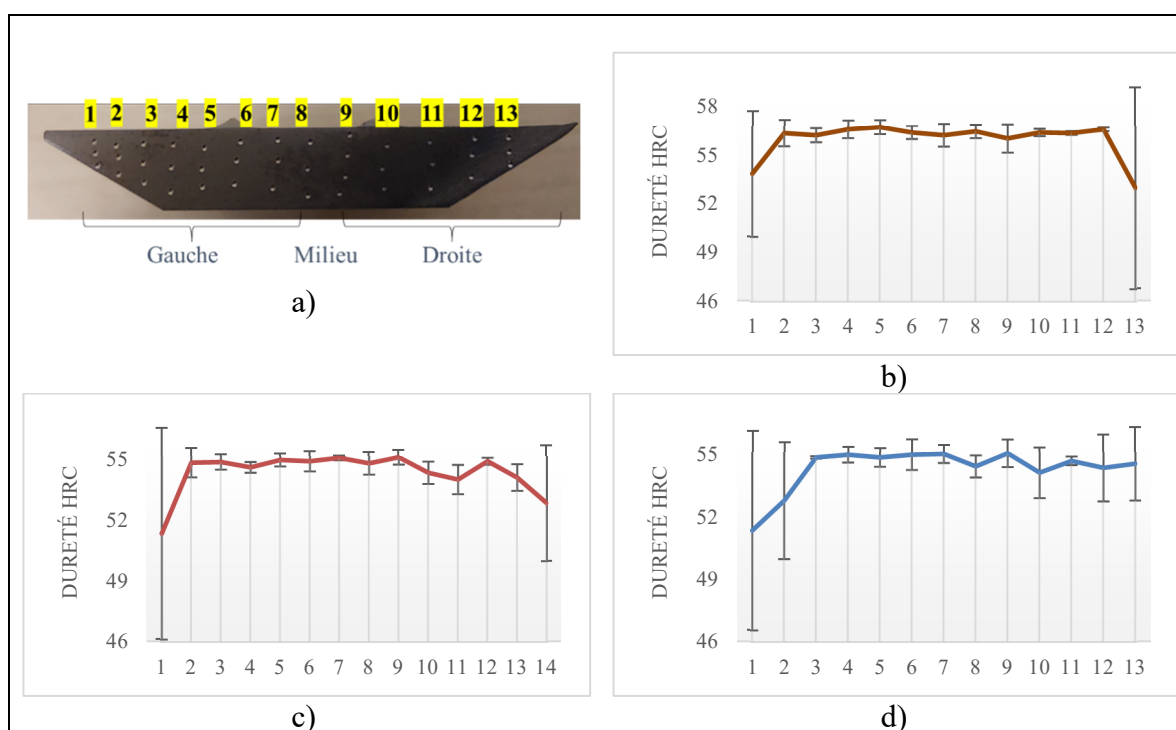 1 2 3 4 5 6 7 8 9 10 11 12 13
Gauche Milieu Droite
a)
DURETÉ HRC
58
55
52
49
46
1 2 3 4 5 6 7 8 9 10 11 12 13
b)
DURETÉ HRC
55
52
49
46
1 2 3 4 5 6 7 8 9 10 11 12 13 14
c)
DURETÉ HRC
55
52
49
46
1 2 3 4 5 6 7 8 9 10 11 12 13
d)